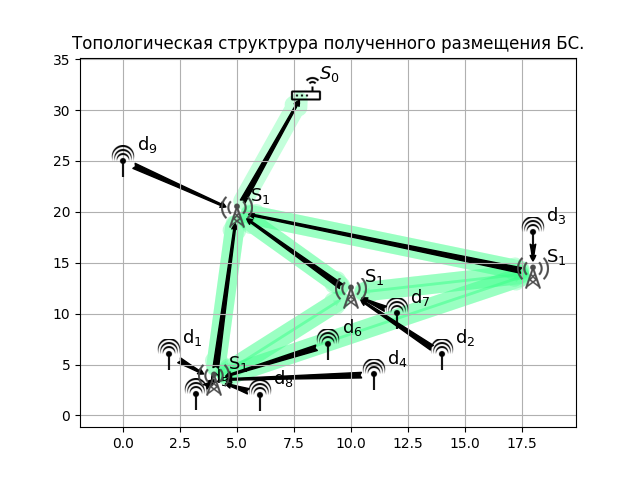 Топологическая структрура полученного размещения БС.
35
30
25
20
15
10
5
0
S₀
d₉
S₁
d₃
S₁
S₁
d₇
d₆
d₂
d₁
S₁
d₄
d₈
0.0 2.5 5.0 7.5 10.0 12.5 15.0 17.5